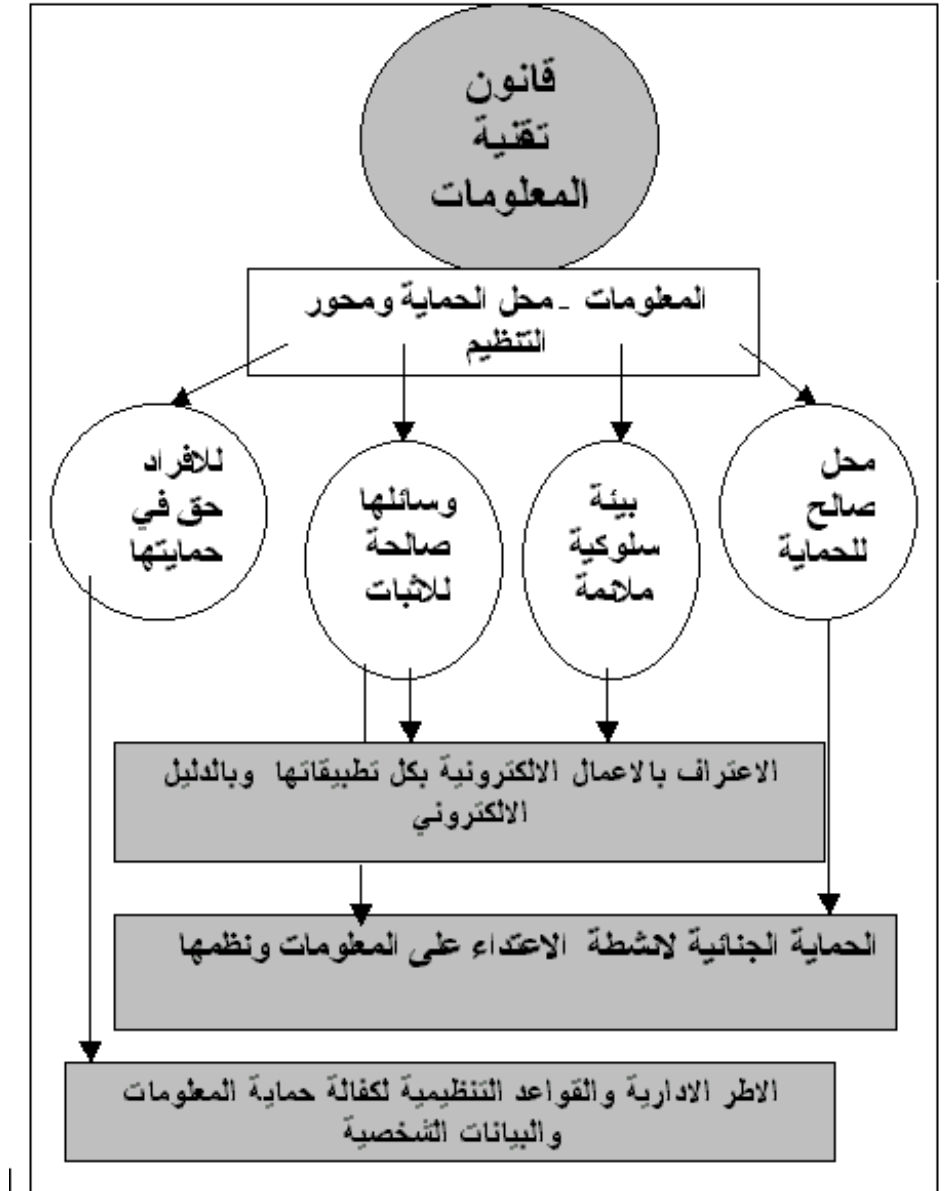 قانون
تقنية
المعلومات
المعلومات - محل الحماية ومحور
التنظيم
محل
صالح
للحماية
بيئة
سلوكية
ملائمة
وسائلها
صالحة
للاثبات
للافراد
حق في
حمايتها
الاعتراف بالاعمال الالكترونية بكل تطبيقاتها وبالدليل
الالكتروني
الحماية الجنائية لانشطة الاعتداء على المعلومات ونظمها
الاطر الادارية والقواعد التنظيمية لكفالة حماية المعلومات
والبيانات الشخصية